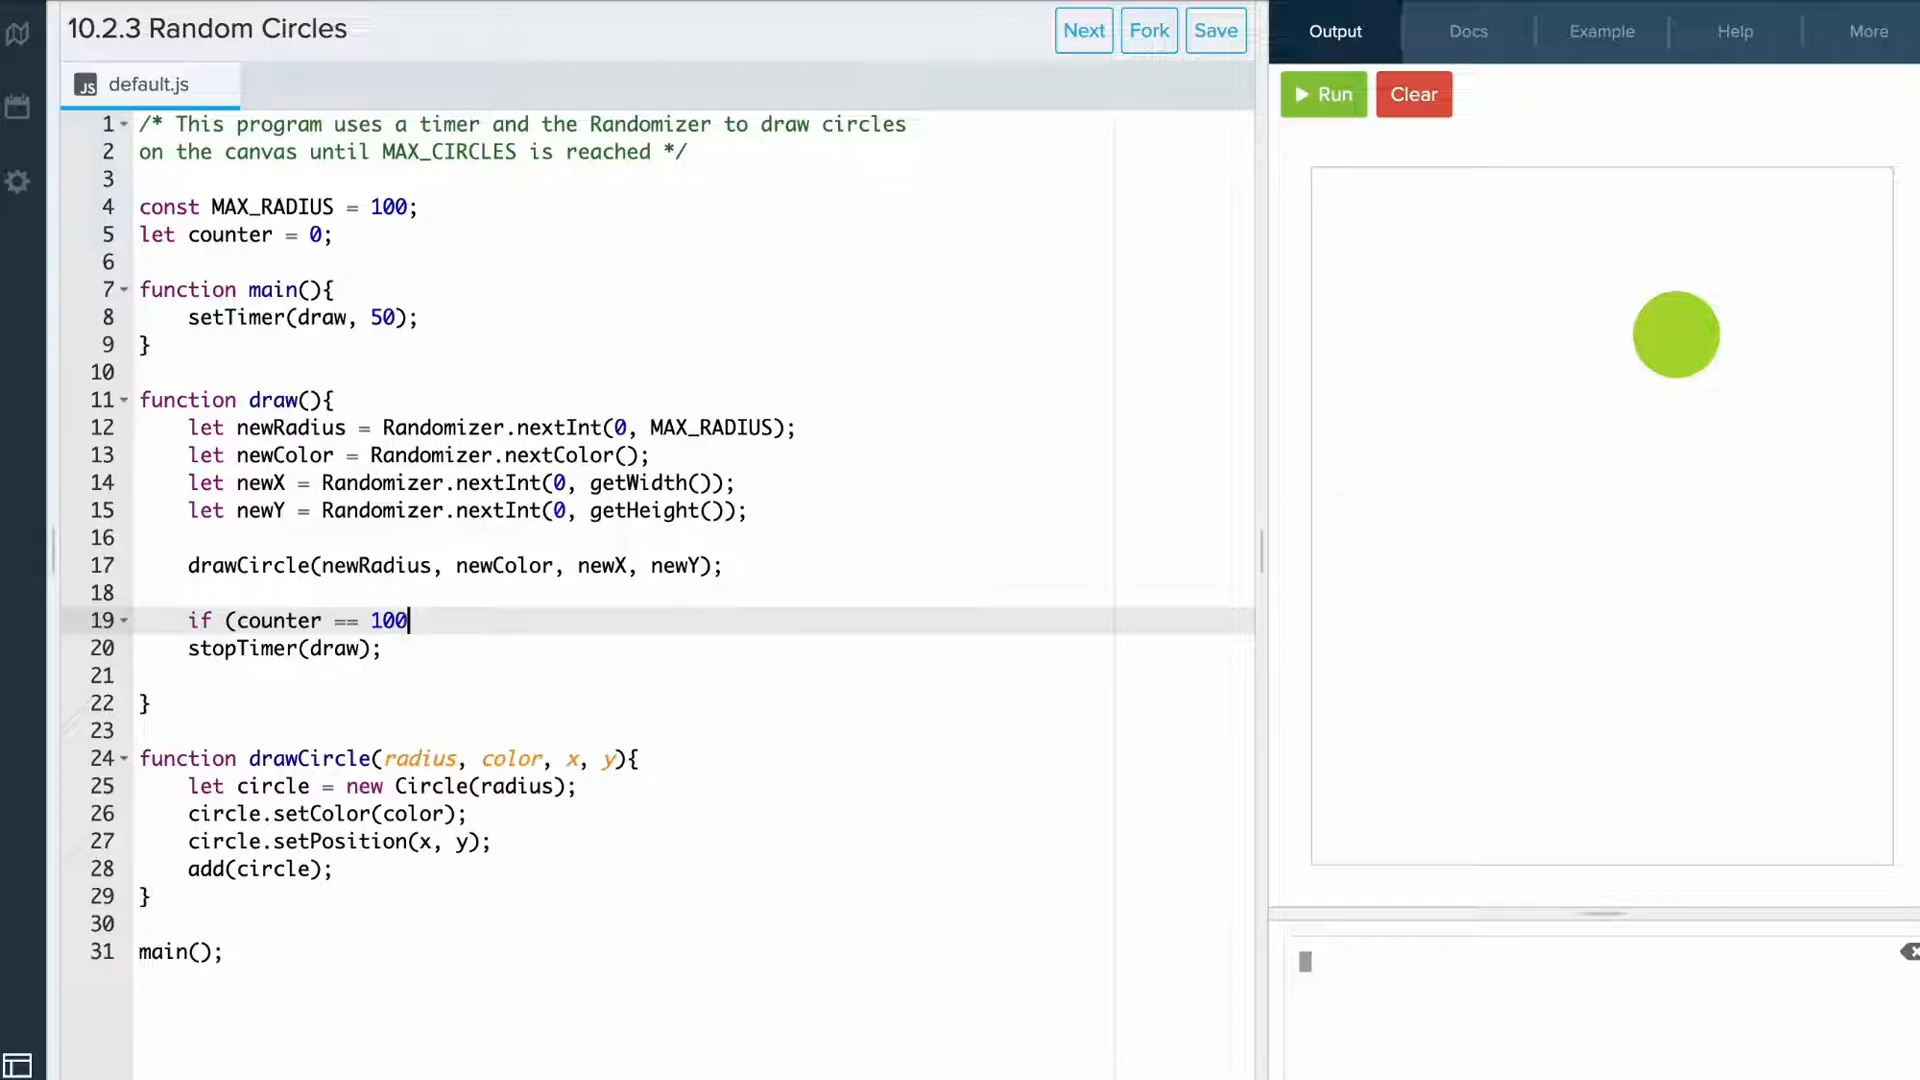 10.2.3 Random Circles
Next Fork Save
Output Docs Example Help More
JS default.js
Run Clear
1 /* This program uses a timer and the Randomizer to draw circles
2 on the canvas until MAX_CIRCLES is reached */
3
4 const MAX_RADIUS = 100;
5 let counter = 0;
6
7 function main(){
8 setTimer(draw, 50);
9 }
10
11 function draw(){
12 let newRadius = Randomizer.nextInt(0, MAX_RADIUS);
13 let newColor = Randomizer.nextColor();
14 let newX = Randomizer.nextInt(0, getWidth());
15 let newY = Randomizer.nextInt(0, getHeight());
16
17 drawCircle(newRadius, newColor, newX, newY);
18
19 if (counter == 100
20 stopTimer(draw);
21
22 }
23
24 function drawCircle(radius, color, x, y){
25 let circle = new Circle(radius);
26 circle.setColor(color);
27 circle.setPosition(x, y);
28 add(circle);
29 }
30
31 main();